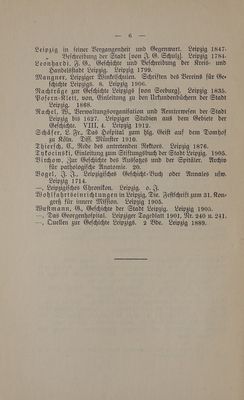 — 6 —
Leipzig in seiner Vergangenheit und Gegenwart. Leipzig 1847.
„ Beschreibung der Stadt [von J. G. Schulz]. Leipzig 1784.
Leonhardi, F. G., Geschichte und Beschreibung der Kreis- und
Handelsstadt Leipzig. Leipzig 1799.
Mangner, Leipziger Winkelschulen. Schriften des Vereins für Ge-
schichte Leipzigs. 8. Leipzig 1906.
Nachträge zur Geschichte Leipzigs [von Seeburg]. Leipzig 1835.
Posern-Klett, von, Einleitung zu den Urkundenbüchern der Stadt
Leipzig. 1868.
Rachel, W., Verwaltungsorganisation und Ämterwesen der Stadt
Leipzig bis 1627. Leipziger Studien aus dem Gebiete der
Geschichte. VIII, 4. Leipzig 1912.
Schäfer, L. Fr., Das Hospital zum hlg. Geist auf dem Domhof
zu Köln. Diss. Münster 1910.
Thiersch, C., Rede des antretenden Rektors. Leipzig 1876.
Tykocinski, Einleitung zum Stiftungsbuch der Stadt Leipzig. 1905.
Virchow, Zur Geschichte des Aussatzes und der Spitäler. Archiv
für pathologische Anatomie. 20.
Vogel, J. J., Leipzigisches Geschicht-Buch oder Annales usw.
Leipzig 1714.
—, Leipzigisches Chronikon. Leipzig. o. J.
Wohlfahrtseinrichtungen in Leipzig, Die. Festschrift zum 31. Kon-
greß für innere Mission. Leipzig 1905.
Wustmann, G., Geschichte der Stadt Leipzig. Leipzig 1905.
—, Das Georgenhospital. Leipziger Tageblatt 1901, Nr. 240 u. 241.
—, Quellen zur Geschichte Leipzigs. 2 Bde. Leipzig 1889.